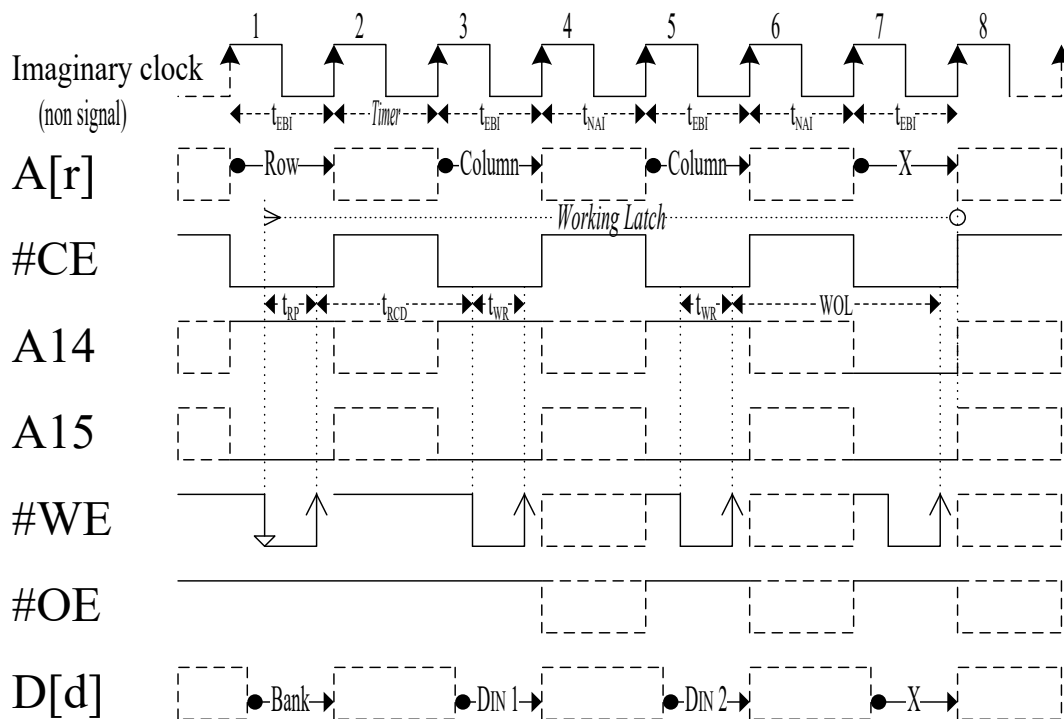 1 2 3 4 5 6 7 8
Imaginary clock
(non signal)
tEBI Timer tEBI tNAI tEBI tNAI tEBI
A[r] Row Column Column X
Working Latch
#CE
tRP tRCD tWR tWR WOL
A14
A15
#WE
#OE
D[d] Bank DIN 1 DIN 2 X